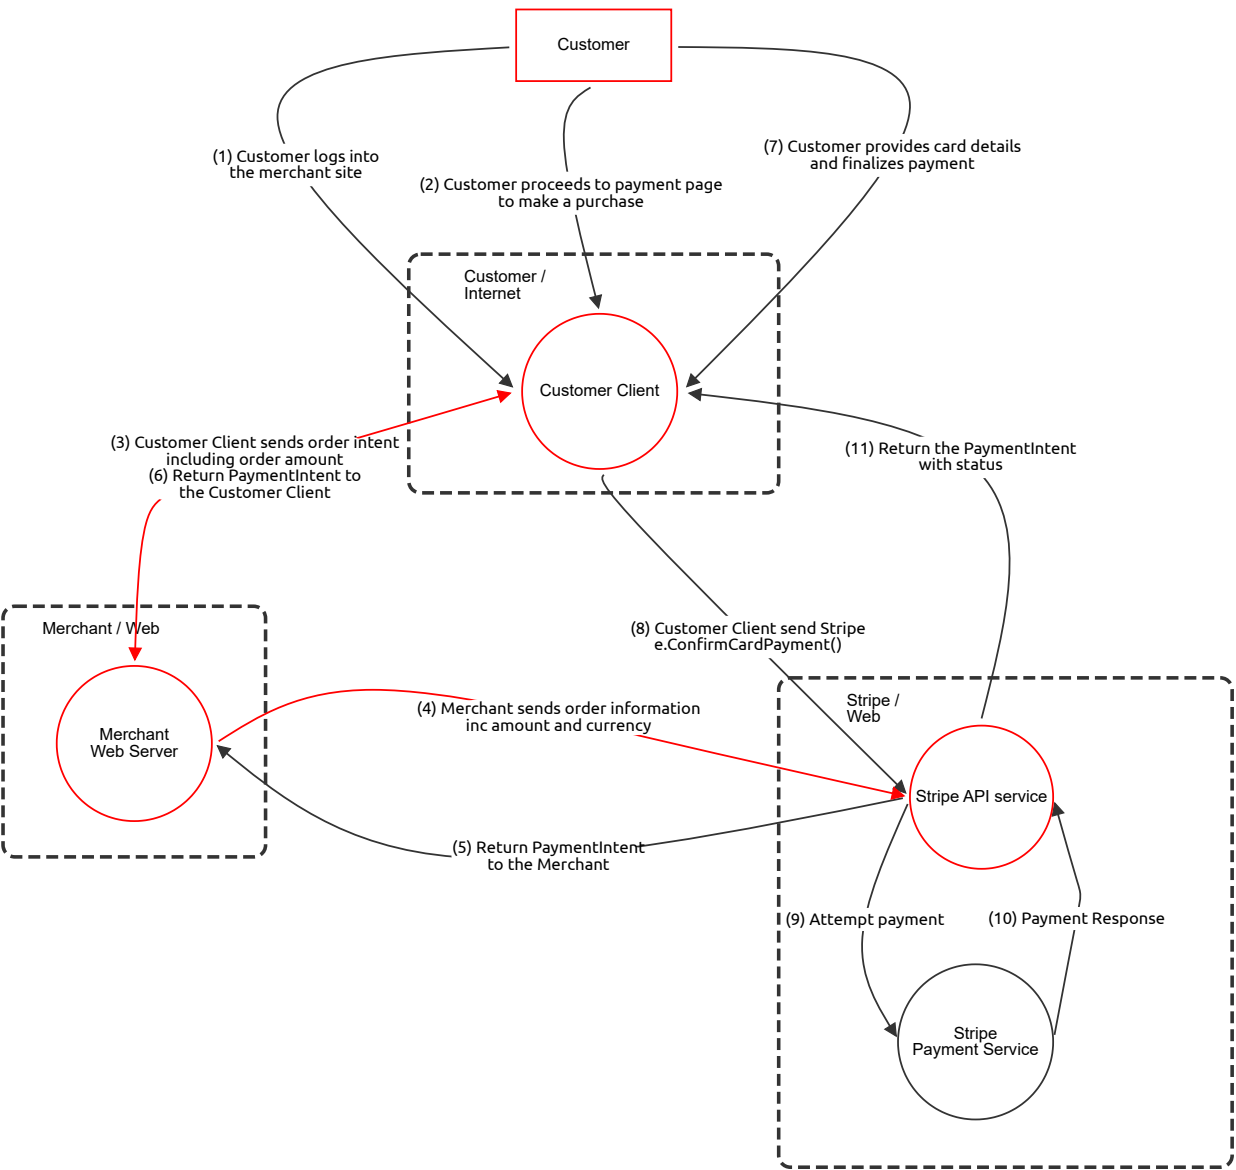 Customer
(1) Customer logs into
the merchant site
(2) Customer proceeds to payment page
to make a purchase
(7) Customer provides card details
and finalizes payment
Customer /
Internet
Customer Client
(3) Customer Client sends order intent
including order amount
(6) Return PaymentIntent to
the Customer Client
(11) Return the PaymentIntent
with status
Merchant / Web
(8) Customer Client send Stripe
e.ConfirmCardPayment()
Stripe /
Web
(4) Merchant sends order information
inc amount and currency
Merchant
Web Server
Stripe API service
(5) Return PaymentIntent
to the Merchant
(9) Attempt payment
(10) Payment Response
Stripe
Payment Service